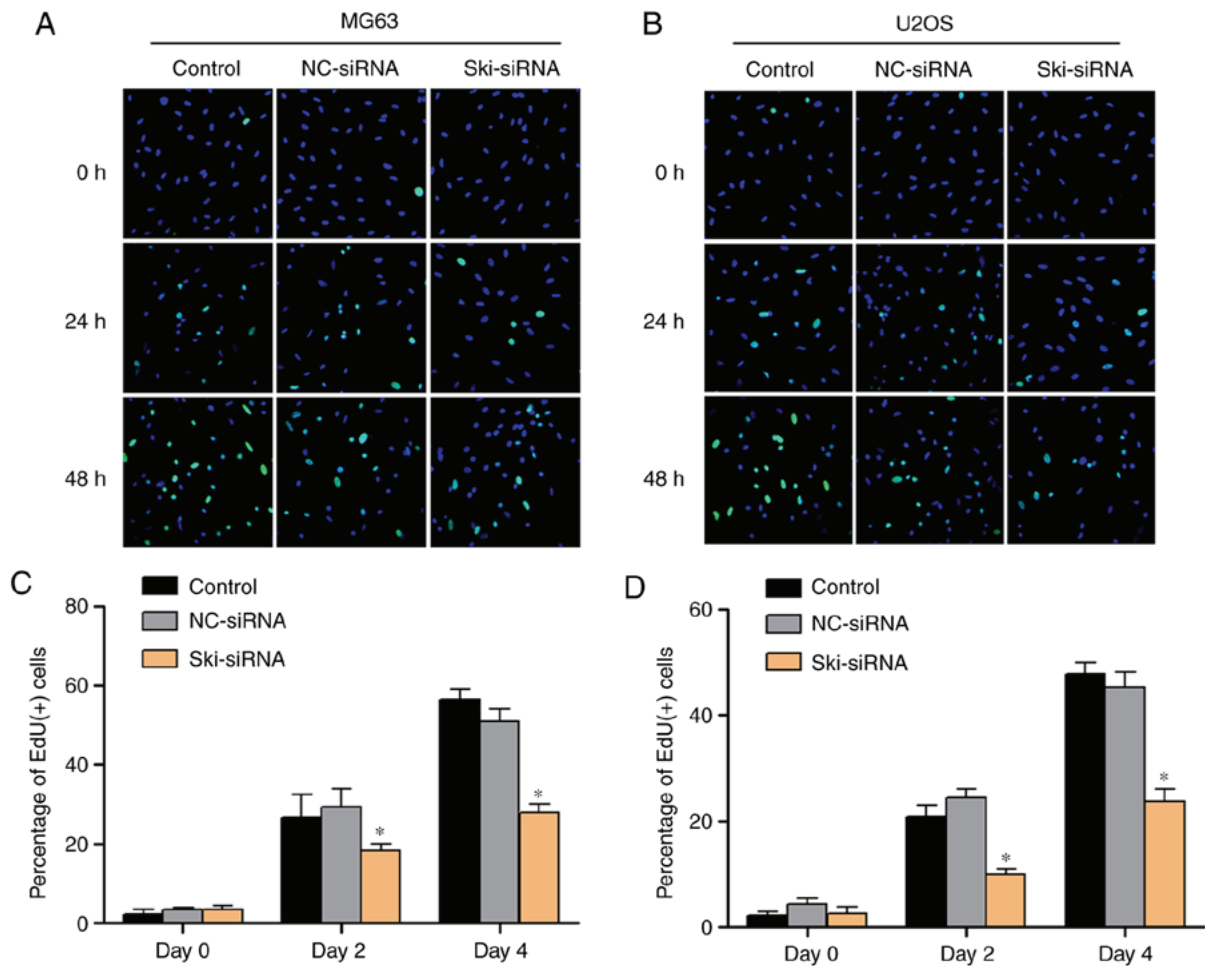 A
MG63
Control NC-siRNA Ski-siRNA
0 h
24 h
48 h
B
U2OS
Control NC-siRNA Ski-siRNA
0 h
24 h
48 h
C
Control
NC-siRNA
Ski-siRNA
Percentage of EdU(+) cells
80
60
40
20
0
*
*
Day 0 Day 2 Day 4
D
Control
NC-siRNA
Ski-siRNA
Percentage of EdU(+) cells
60
40
20
0
*
*
Day 0 Day 2 Day 4